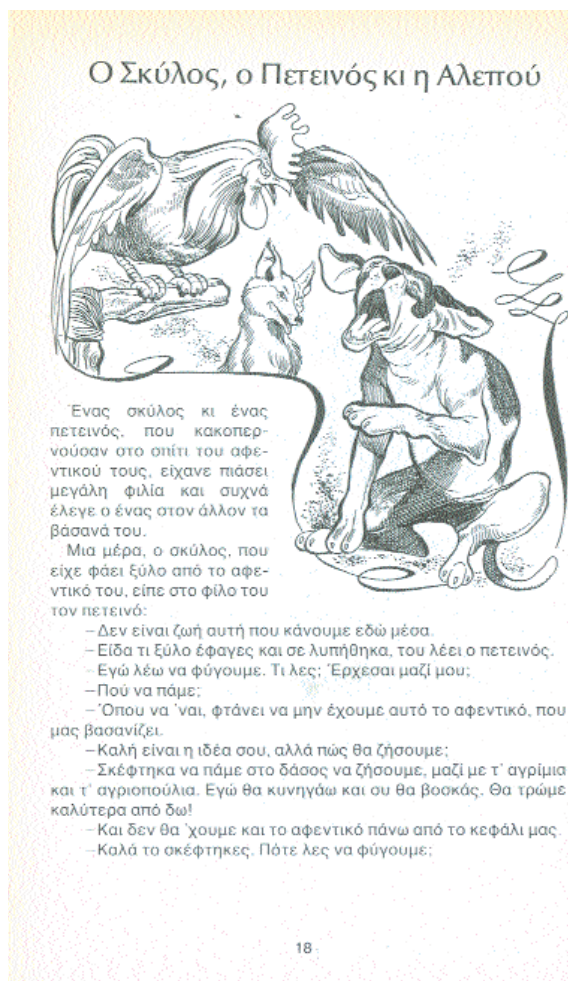 Ο Σκύλος, ο Πετεινός κι η Αλεπού
Ένας σκύλος κι ένας
πετεινός, που κακοπερ-
νούσαν στο σπίτι του αφε-
ντικού τους, είχανε πιάσει
μεγάλη φιλία και συχνά
έλεγε ο ένας στον άλλον τα
βάσανά του.
Μια μέρα, ο σκύλος, που
είχε φάει ξύλο από το αφε-
ντικό του, είπε στο φίλο του
τον πετεινό:
–Δεν είναι ζωή αυτή που κάνουμε εδώ μέσα.
–Είδα τι ξύλο έφαγες και σε λυπήθηκα, του λέει ο πετεινός.
–Εγώ λέω να φύγουμε. Τι λες; Έρχεσαι μαζί μου;
–Πού να πάμε;
–Όπου να 'ναι, φτάνει να μην έχουμε αυτό το αφεντικό, που
μας βασανίζει.
–Καλή είναι η ιδέα σου, αλλά πώς θα ζήσουμε;
–Σκέφτηκα να πάμε στο δάσος να ζήσουμε, μαζί με τ' αγρίμια
και τ' αγριοπούλια. Εγώ θα κυνηγάω και συ θα βοσκάς. Θα τρώμε
καλύτερα από δω!
–Και δεν θα 'χουμε και το αφεντικό πάνω από το κεφάλι μας.
–Καλά το σκέφτηκες. Πότε λες να φύγουμε;
18